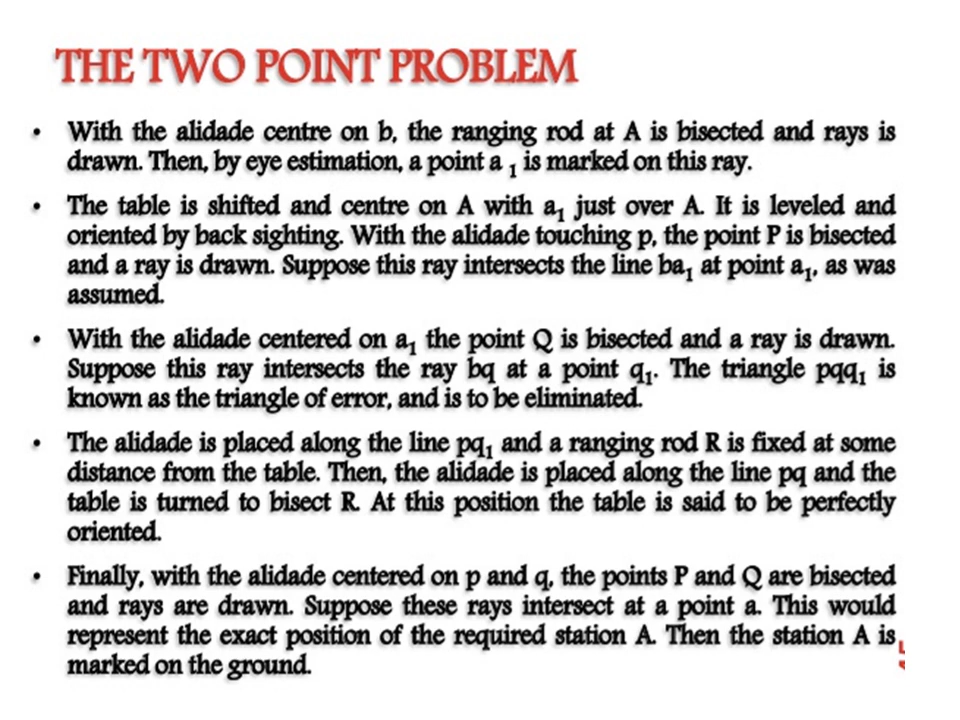 THE TWO POINT PROBLEM
• With the alidade centre on b, the ranging rod at A is bisected and rays is
drawn. Then, by eye estimation, a point a ₁ is marked on this ray.
• The table is shifted and centre on A with a₁ just over A. It is leveled and
oriented by back sighting. With the alidade touching p, the point P is bisected
and a ray is drawn. Suppose this ray intersects the line ba₁ at point a₁, as was
assumed.
• With the alidade centered on a₁ the point Q is bisected and a ray is drawn.
Suppose this ray intersects the ray bq at a point q₁. The triangle pqq₁ is
known as the triangle of error, and is to be eliminated.
• The alidade is placed along the line pq₁ and a ranging rod R is fixed at some
distance from the table. Then, the alidade is placed along the line pq and the
table is turned to bisect R. At this position the table is said to be perfectly
oriented.
• Finally, with the alidade centered on p and q, the points P and Q are bisected
and rays are drawn. Suppose these rays intersect at a point a. This would
represent the exact position of the required station A. Then the station A is
marked on the ground.